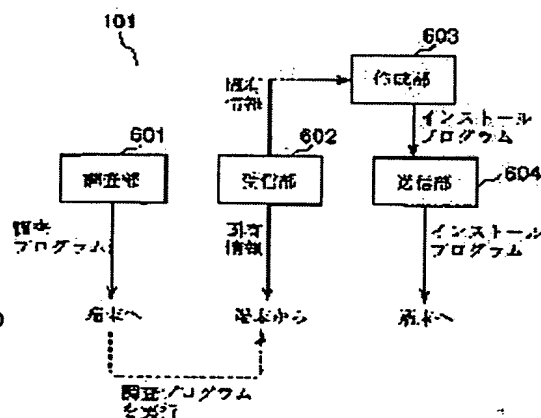 101
603
作成部
固有
情報
インストール
プログラム
601
602
調査部
受信部
送信部
604
調査
プログラム
固有
情報
インストール
プログラム
端末へ
端末から
端末へ
調査プログラム
を実行